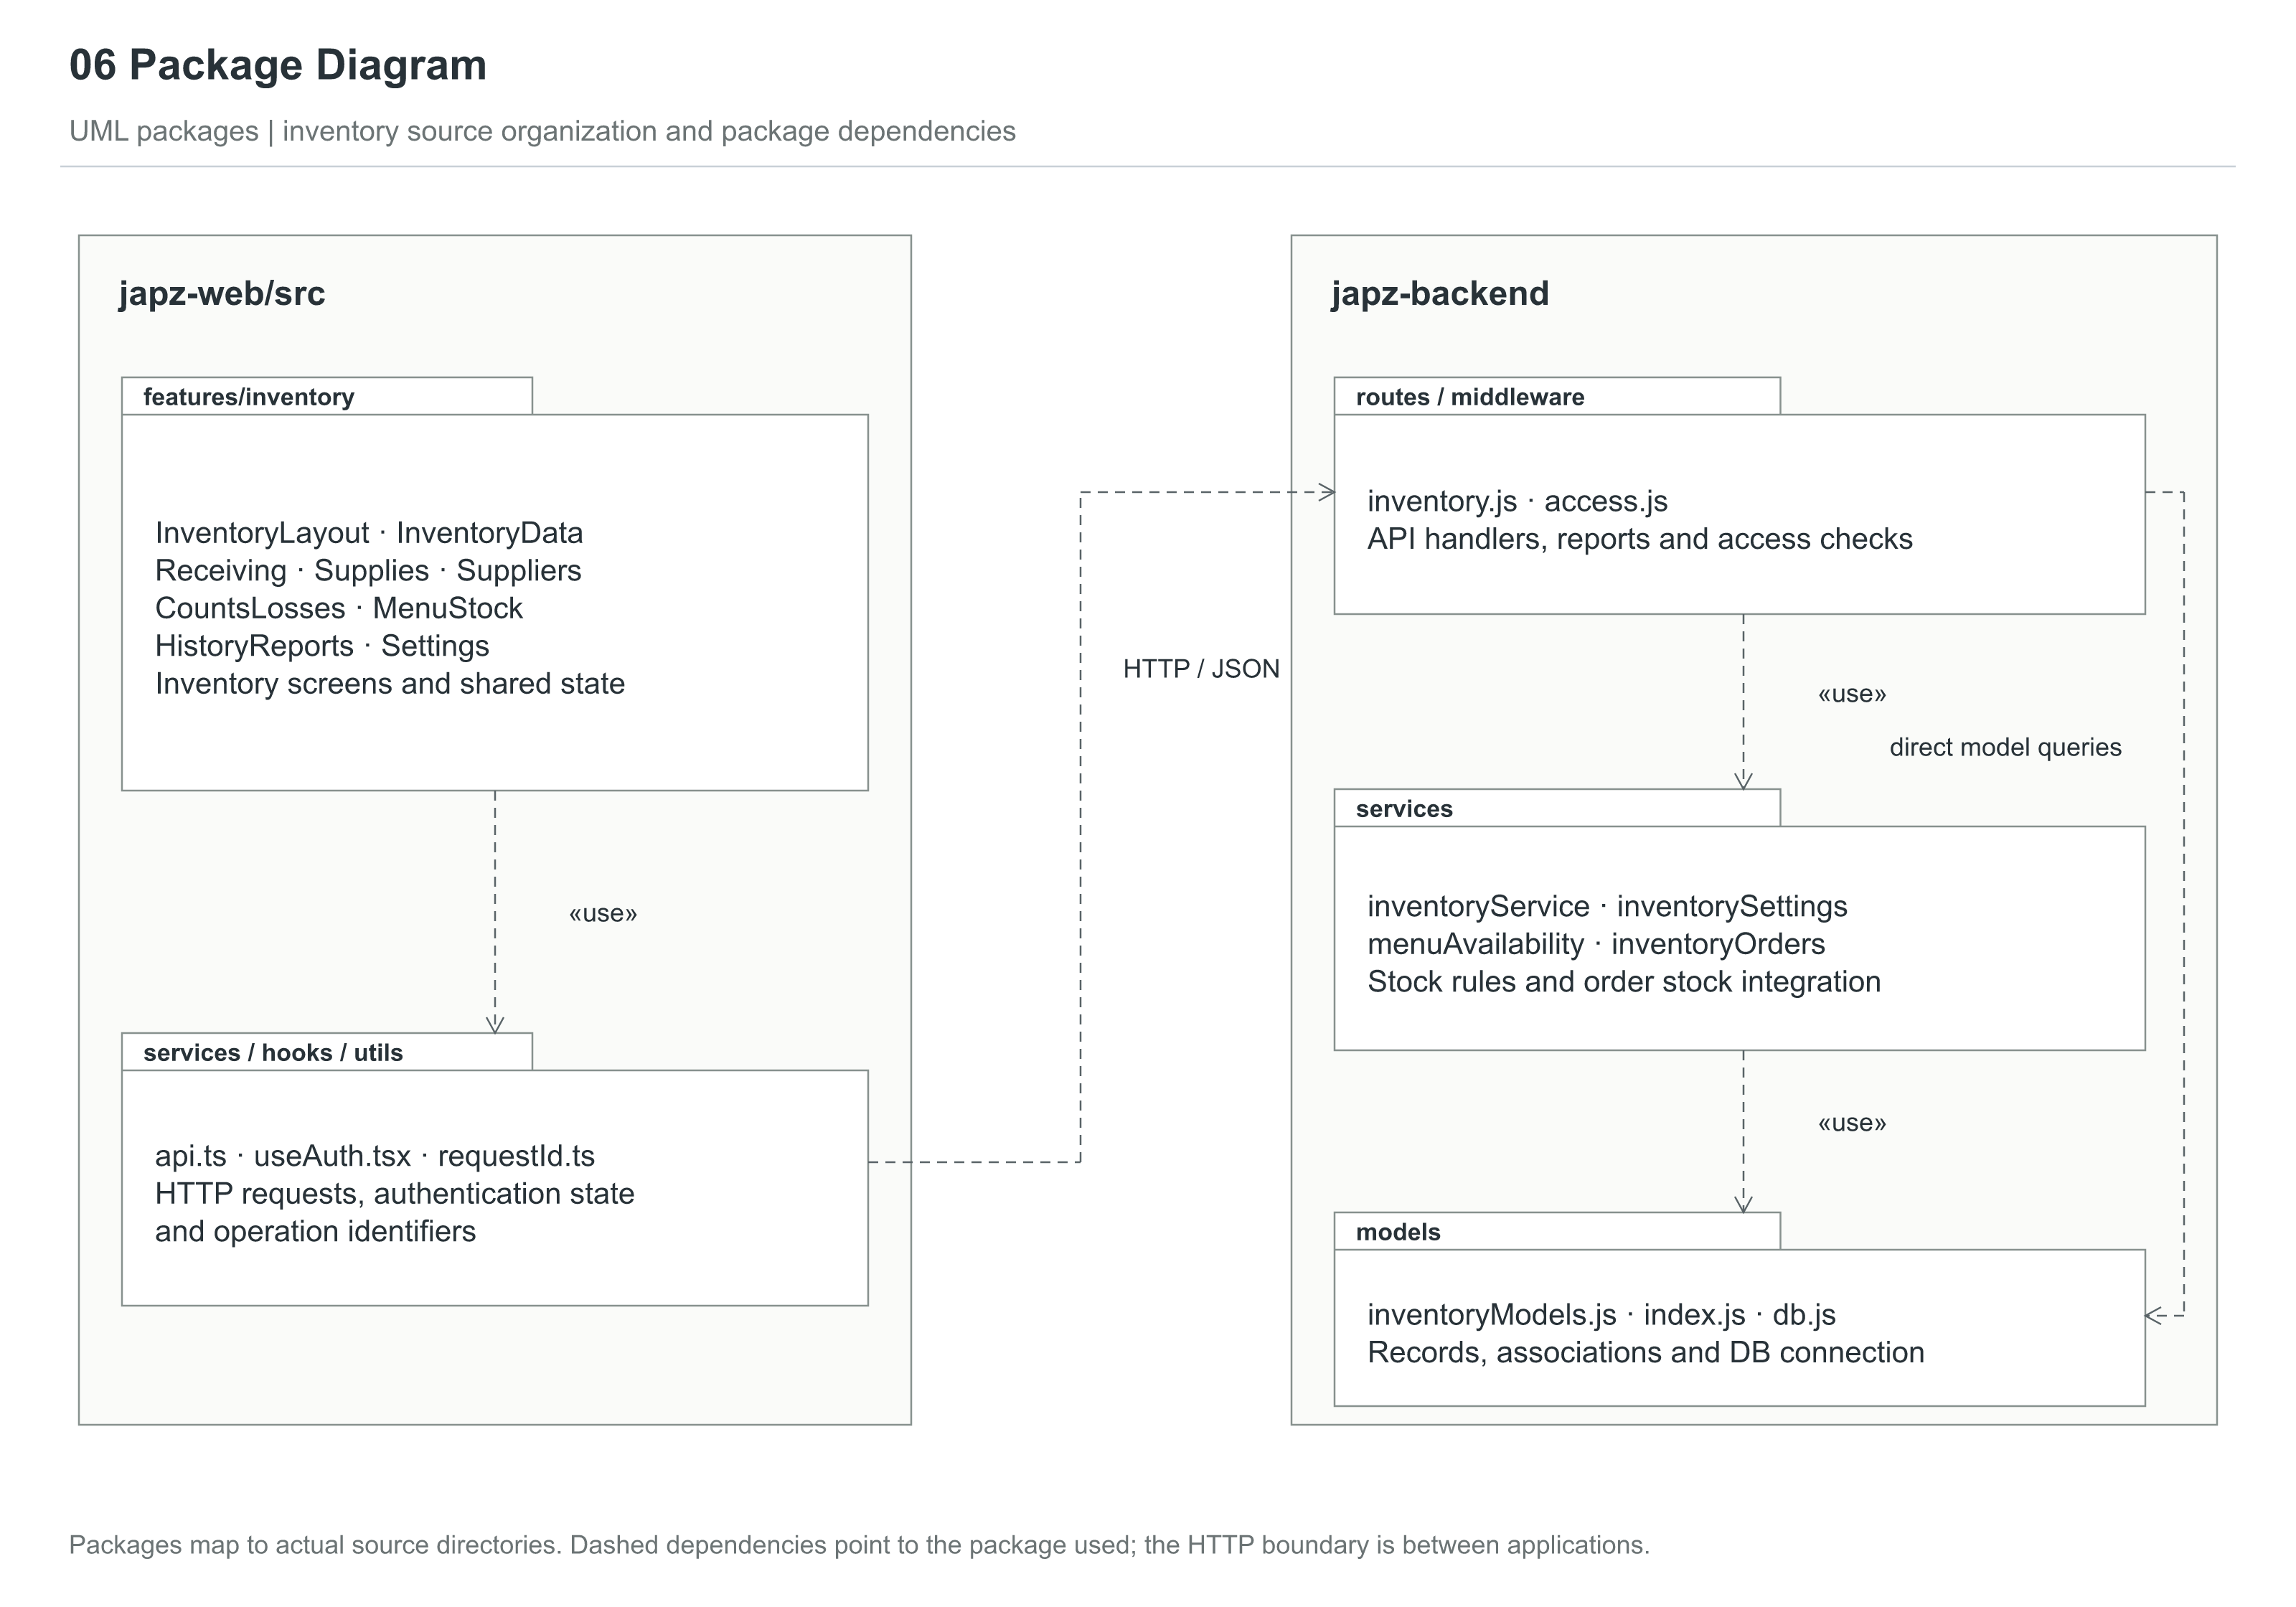 06 Package Diagram
UML packages | inventory source organization and package dependencies
japz-web/src
features/inventory
InventoryLayout · InventoryData
Receiving · Supplies · Suppliers
CountsLosses · MenuStock
HistoryReports · Settings
Inventory screens and shared state
«use»
services / hooks / utils
api.ts · useAuth.tsx · requestId.ts
HTTP requests, authentication state
and operation identifiers
HTTP / JSON
japz-backend
routes / middleware
inventory.js · access.js
API handlers, reports and access checks
«use»
direct model queries
services
inventoryService · inventorySettings
menuAvailability · inventoryOrders
Stock rules and order stock integration
«use»
models
inventoryModels.js · index.js · db.js
Records, associations and DB connection
Packages map to actual source directories. Dashed dependencies point to the package used; the HTTP boundary is between applications.